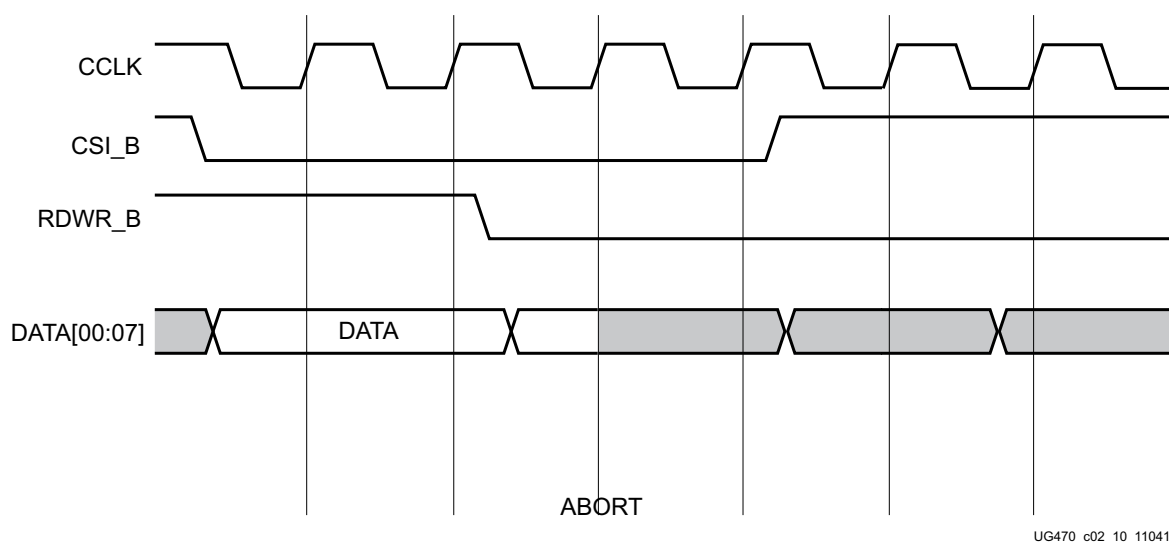 CCLK
CSI_B
RDWR_B
DATA[00:07]
DATA
ABORT
UG470_c02_10_11041